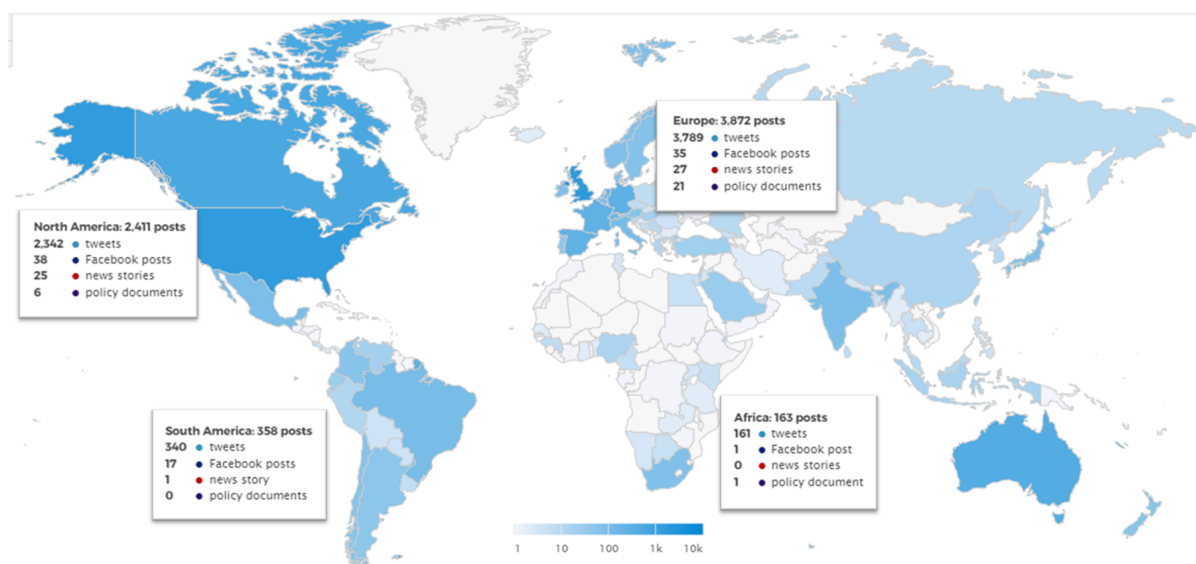 Europe: 3,872 posts
3,789 tweets
35 Facebook posts
27 news stories
21 policy documents
North America: 2,411 posts
2,342 tweets
38 Facebook posts
25 news stories
6 policy documents
South America: 358 posts
340 tweets
17 Facebook posts
1 news story
0 policy documents
Africa: 163 posts
161 tweets
1 Facebook post
0 news stories
1 policy document
1 10 100 1k 10k